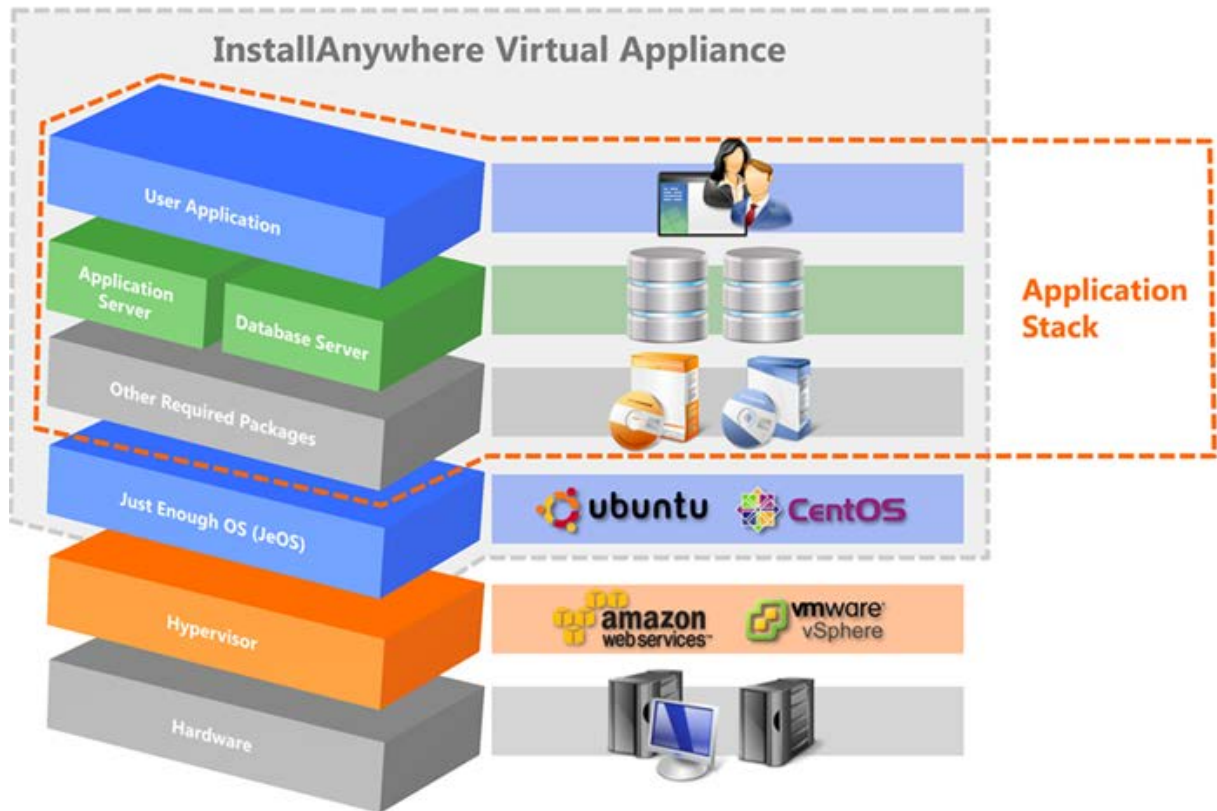 InstallAnywhere Virtual Appliance
User Application
Application
Server
Database Server
Other Required Packages
Just Enough OS (JeOS)
Hypervisor
Hardware
ubuntu
CentOS
amazon
webservices™
vmware®
vSphere
Application
Stack